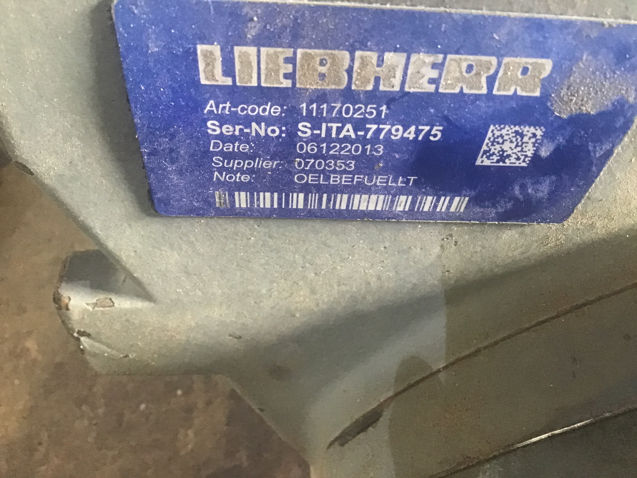 LIEBHERR
Art-code: 11170251
Ser-No: S-ITA-779475
Date: 06122013
Supplier: 070353
Note: OELBEFUELLT